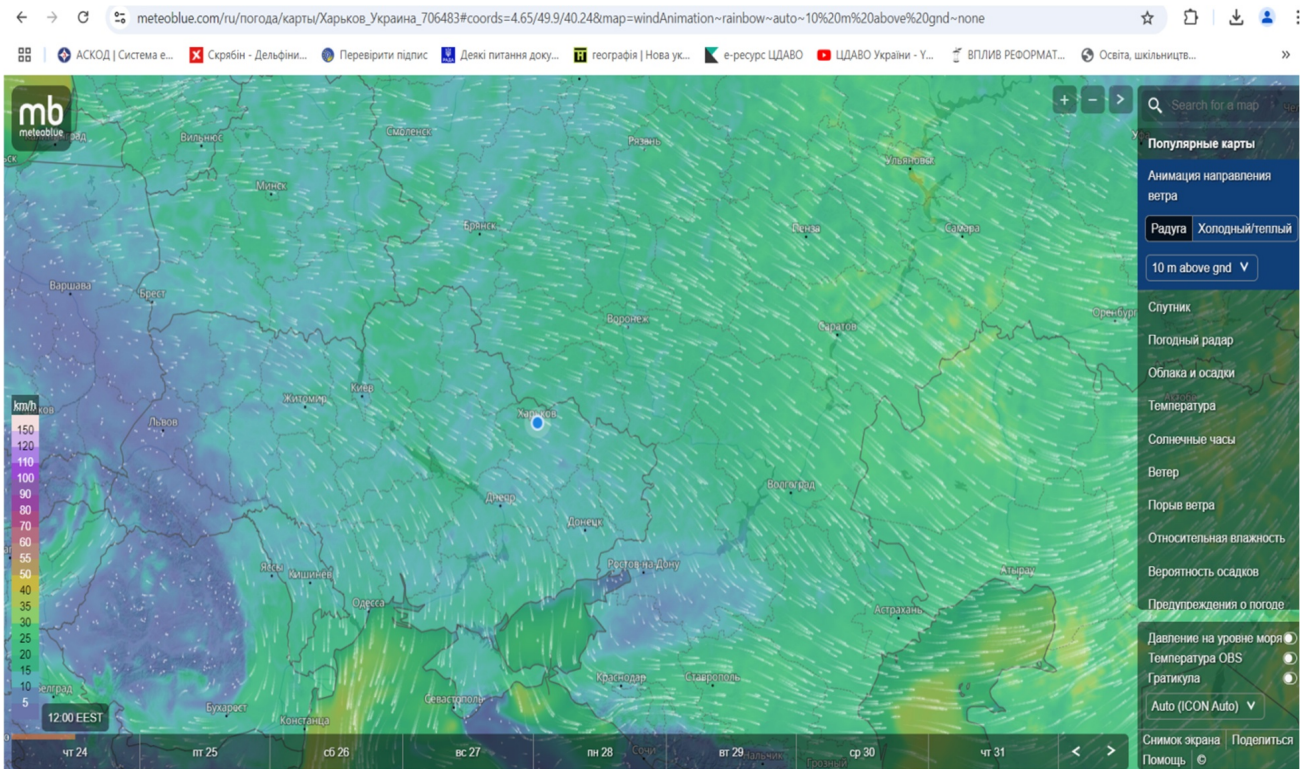 meteoblue.com/ru/погода/карты/Харьков_Украина_706483#coords=4.65/49.9/40.24&map=windAnimation~rainbow~auto~10%20m%20above%20gnd~none
АСКОД | Система е...
Скрябін - Дельфіни...
Перевірити підпис
Деякі питання доку...
географія | Нова ук...
е-ресурс ЦДАВО
ЦДАВО України - Y...
ВПЛИВ РЕФОРМАТ...
Освіта, шкільництв...
»
mb
meteoblue
+
−
>
Search for a map
Популярные карты
Анимация направления
ветра
Радуга
Холодный/теплый
10 m above gnd
Спутник
Погодный радар
Облака и осадки
Температура
Солнечные часы
Ветер
Порыв ветра
Относительная влажность
Вероятность осадков
Предупреждения о погоде
Давление на уровне моря
Температура OBS
Гратикула
Auto (ICON Auto)
Снимок экрана
Поделиться
Помощь
©
Вильнюс
Смоленск
Рязань
Ульяновск
Минск
Брянск
Пенза
Самара
Варшава
Брест
Воронеж
Саратов
Оренбург
Киев
Житомир
Харьков
Львов
Днепр
Волгоград
Донецк
Яссы
Кишинев
Ростов-на-Дону
Атырау
Одесса
Астрахань
Краснодар
Ставрополь
Севастополь
Бухарест
Констанца
Сочи
Нальчик
Грозный
km/h
150
120
110
100
90
80
70
60
55
50
40
35
30
25
20
15
10
5
12:00 EEST
чт 24
пт 25
сб 26
вс 27
пн 28
вт 29
ср 30
чт 31
<
>